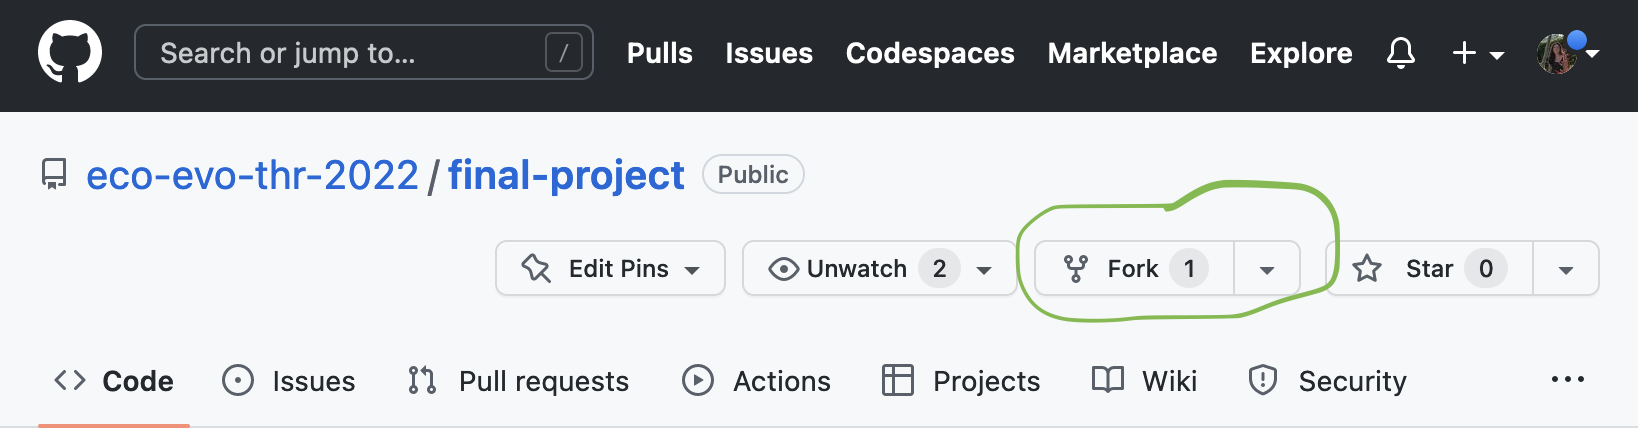 Search or jump to... / Pulls Issues Codespaces Marketplace Explore
eco-evo-thr-2022 / final-project Public
Edit Pins Unwatch 2 Fork 1 Star 0
Code Issues Pull requests Actions Projects Wiki Security ...